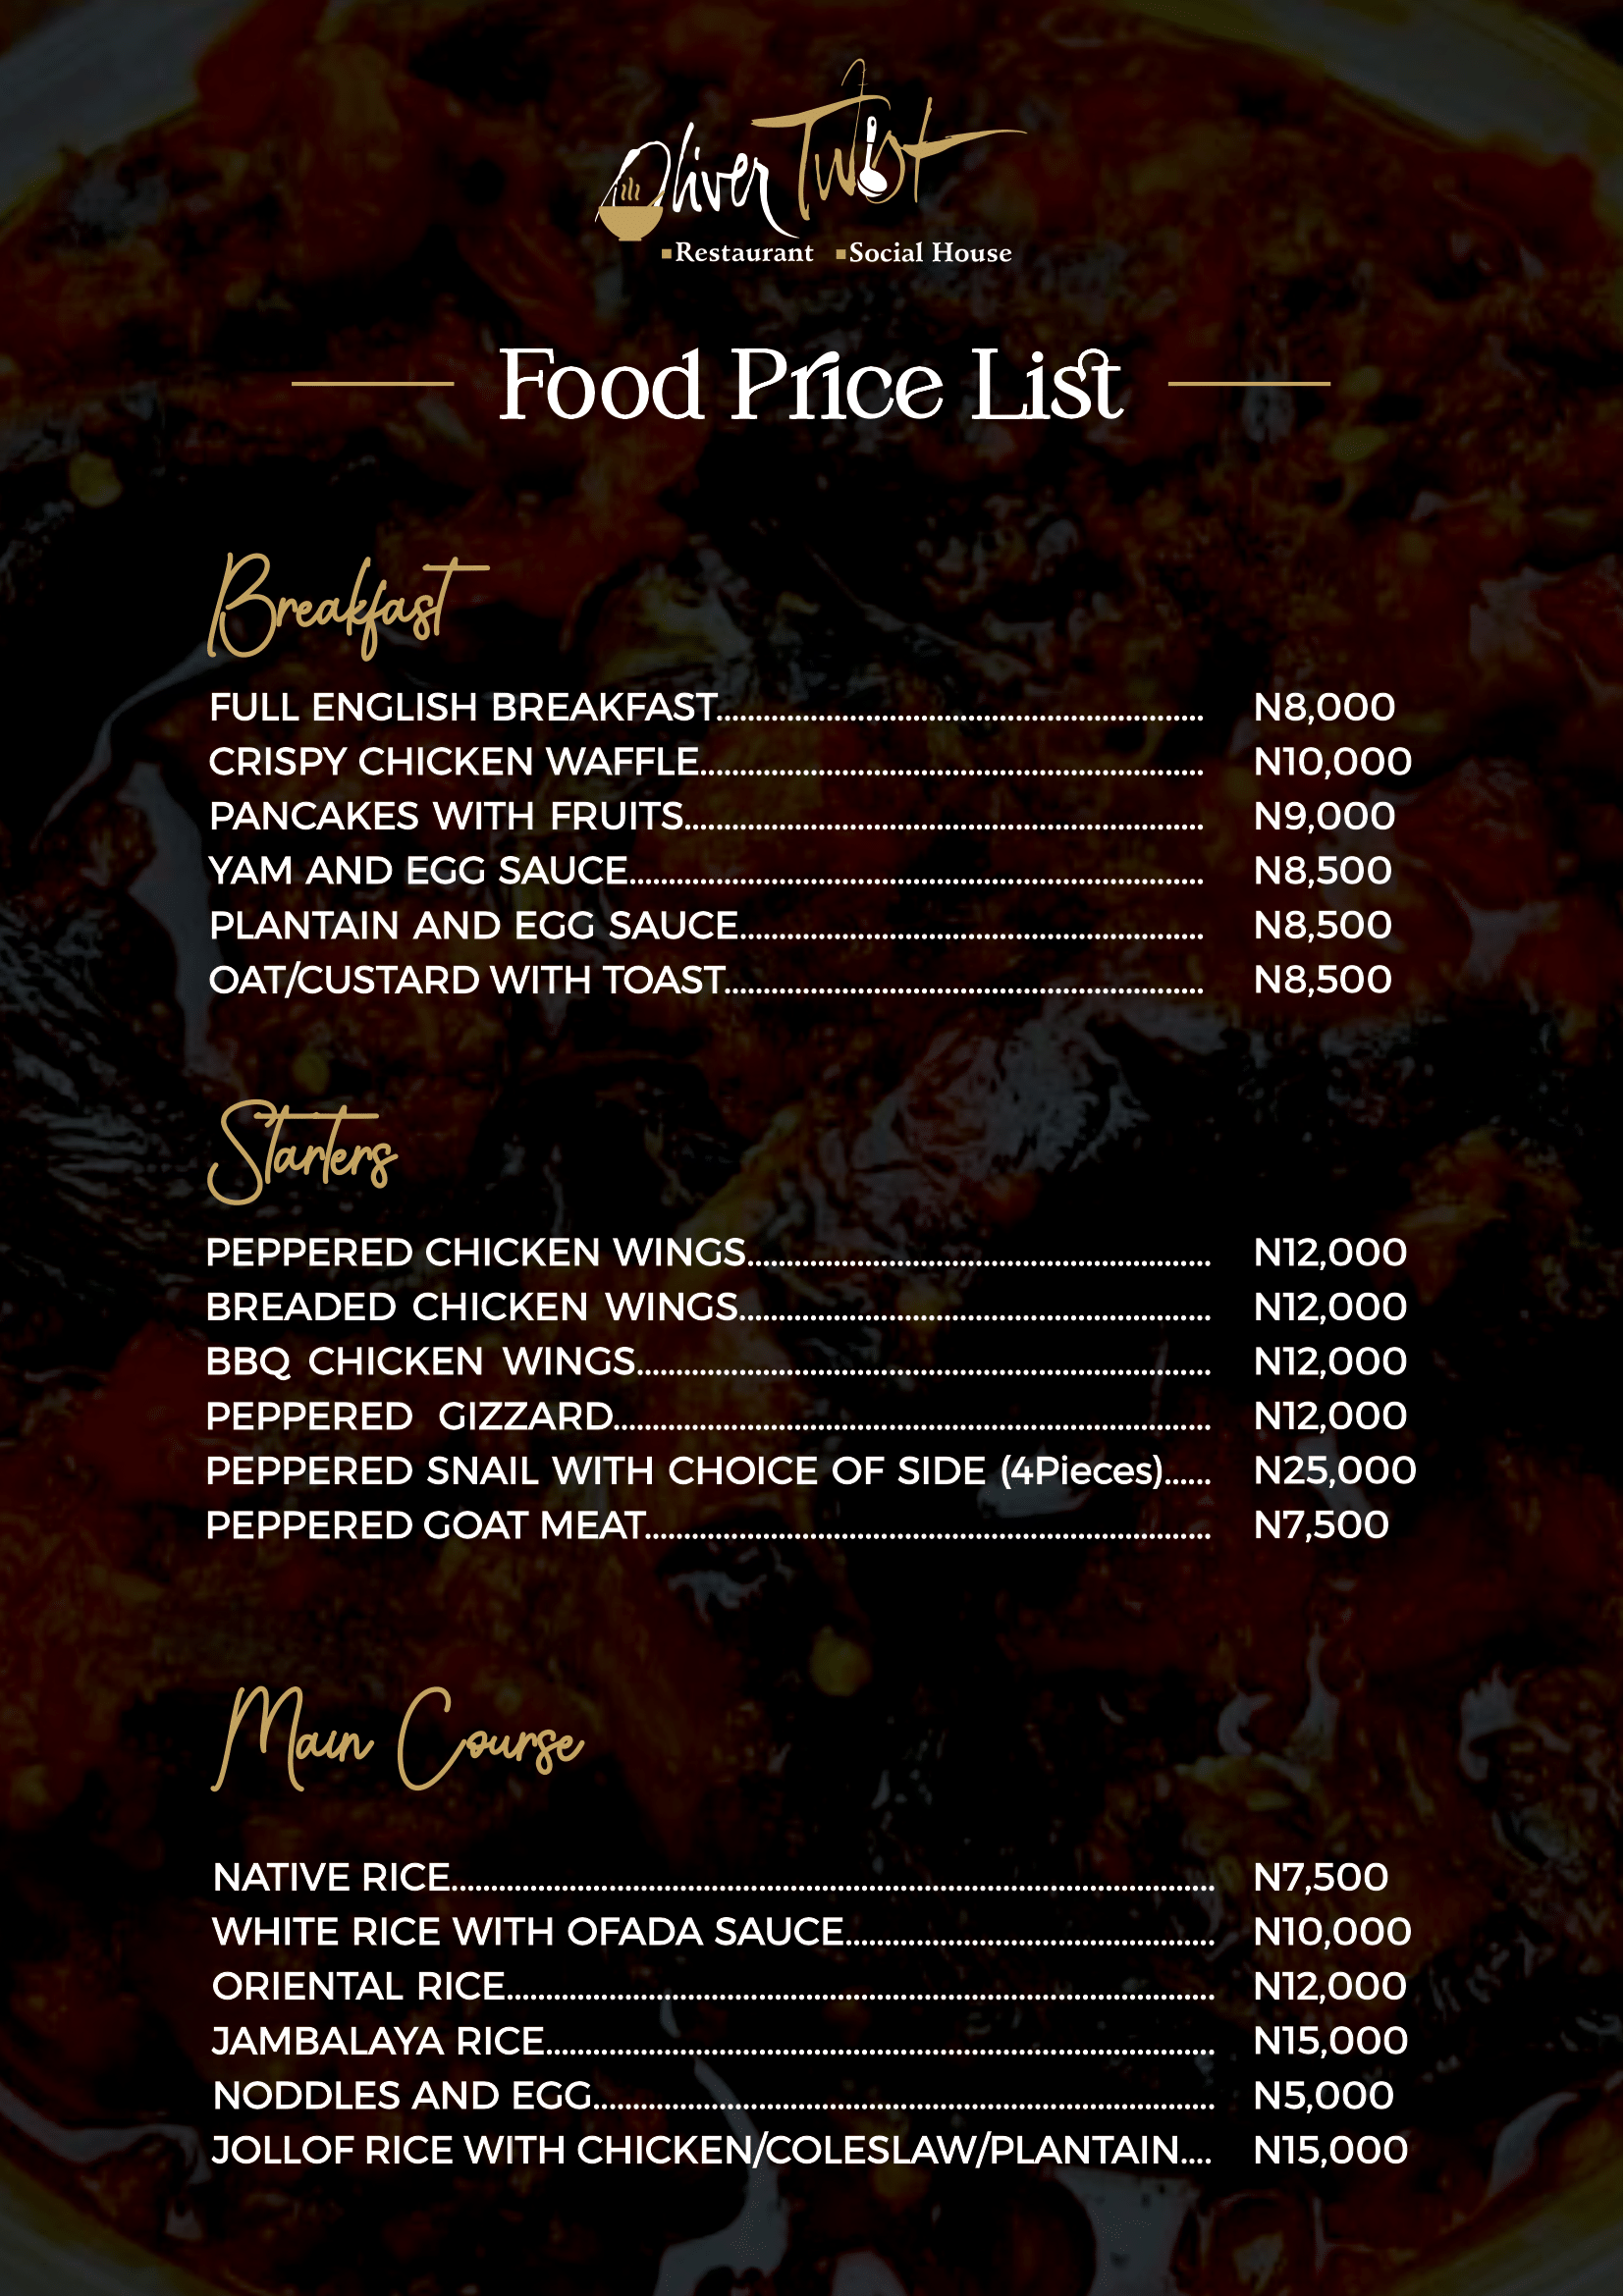 Oliver Twist
Restaurant Social House
Food Price List
Breakfast
FULL ENGLISH BREAKFAST.............................................................. N8,000
CRISPY CHICKEN WAFFLE................................................................ N10,000
PANCAKES WITH FRUITS.................................................................. N9,000
YAM AND EGG SAUCE......................................................................... N8,500
PLANTAIN AND EGG SAUCE........................................................... N8,500
OAT/CUSTARD WITH TOAST............................................................. N8,500
Starters
PEPPERED CHICKEN WINGS........................................................... N12,000
BREADED CHICKEN WINGS............................................................ N12,000
BBQ CHICKEN WINGS......................................................................... N12,000
PEPPERED GIZZARD............................................................................ N12,000
PEPPERED SNAIL WITH CHOICE OF SIDE (4Pieces)...... N25,000
PEPPERED GOAT MEAT........................................................................ N7,500
Main Course
NATIVE RICE................................................................................................. N7,500
WHITE RICE WITH OFADA SAUCE............................................... N10,000
ORIENTAL RICE.......................................................................................... N12,000
JAMBALAYA RICE..................................................................................... N15,000
NODDLES AND EGG............................................................................... N5,000
JOLLOF RICE WITH CHICKEN/COLESLAW/PLANTAIN.... N15,000